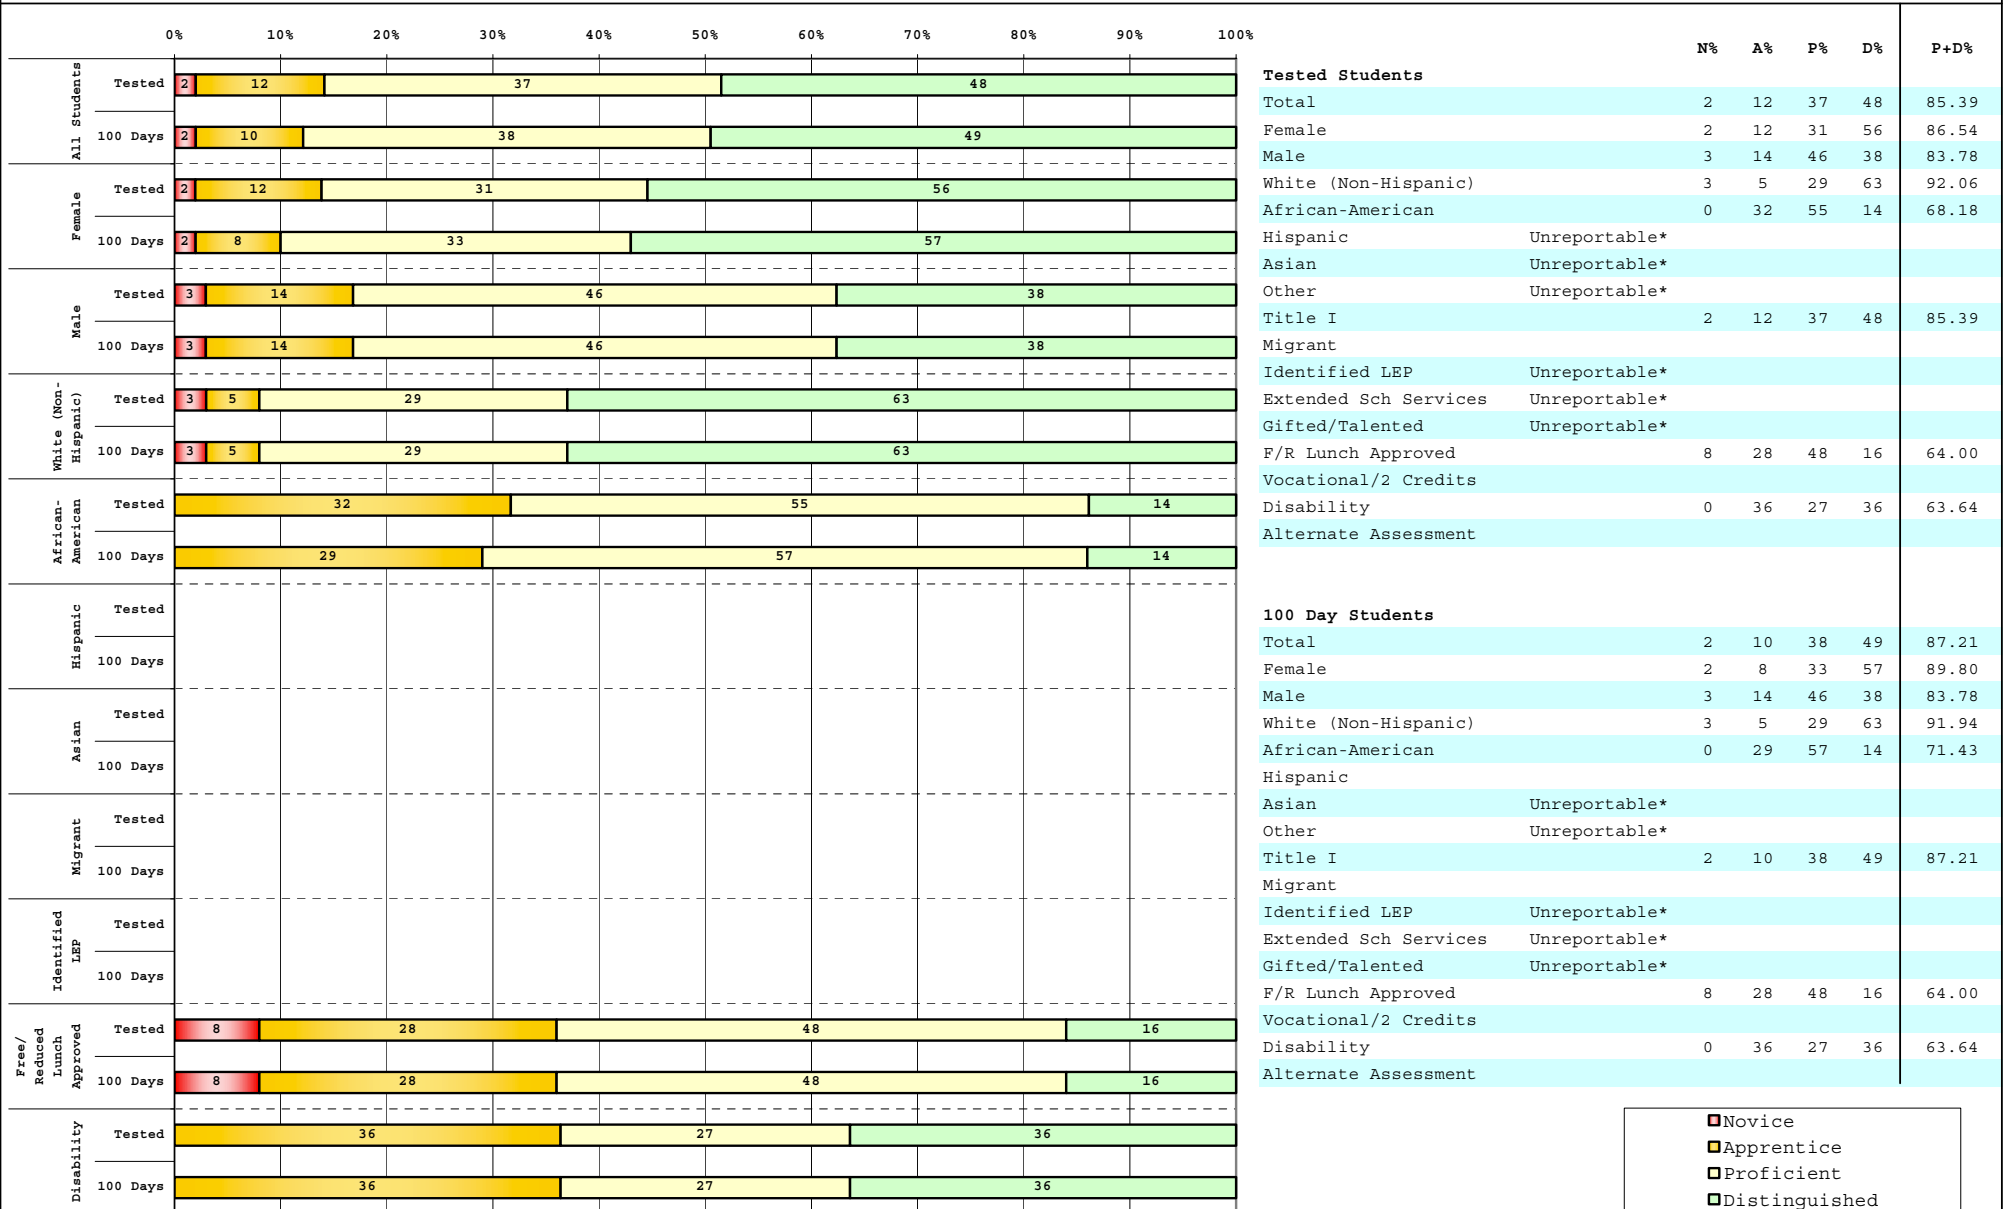 0% 10% 20% 30% 40% 50% 60% 70% 80% 90% 100%
All Students
Tested 2 12 37 48
100 Days 2 10 38 49
Female
Tested 2 12 31 56
100 Days 2 8 33 57
Male
Tested 3 14 46 38
100 Days 3 14 46 38
White (Non-
Hispanic)
Tested 3 5 29 63
100 Days 3 5 29 63
African-
American
Tested 32 55 14
100 Days 29 57 14
Hispanic
Tested
100 Days
Asian
Tested
100 Days
Migrant
Tested
100 Days
Identified
LEP
Tested
100 Days
Free/
Reduced
Lunch
Approved
Tested 8 28 48 16
100 Days 8 28 48 16
Disability
Tested 36 27 36
100 Days 36 27 36
N% A% P% D% P+D%
Tested Students
Total 2 12 37 48 85.39
Female 2 12 31 56 86.54
Male 3 14 46 38 83.78
White (Non-Hispanic) 3 5 29 63 92.06
African-American 0 32 55 14 68.18
Hispanic Unreportable*
Asian Unreportable*
Other Unreportable*
Title I 2 12 37 48 85.39
Migrant
Identified LEP Unreportable*
Extended Sch Services Unreportable*
Gifted/Talented Unreportable*
F/R Lunch Approved 8 28 48 16 64.00
Vocational/2 Credits
Disability 0 36 27 36 63.64
Alternate Assessment
100 Day Students
Total 2 10 38 49 87.21
Female 2 8 33 57 89.80
Male 3 14 46 38 83.78
White (Non-Hispanic) 3 5 29 63 91.94
African-American 0 29 57 14 71.43
Hispanic
Asian Unreportable*
Other Unreportable*
Title I 2 10 38 49 87.21
Migrant
Identified LEP Unreportable*
Extended Sch Services Unreportable*
Gifted/Talented Unreportable*
F/R Lunch Approved 8 28 48 16 64.00
Vocational/2 Credits
Disability 0 36 27 36 63.64
Alternate Assessment
Novice
Apprentice
Proficient
Distinguished